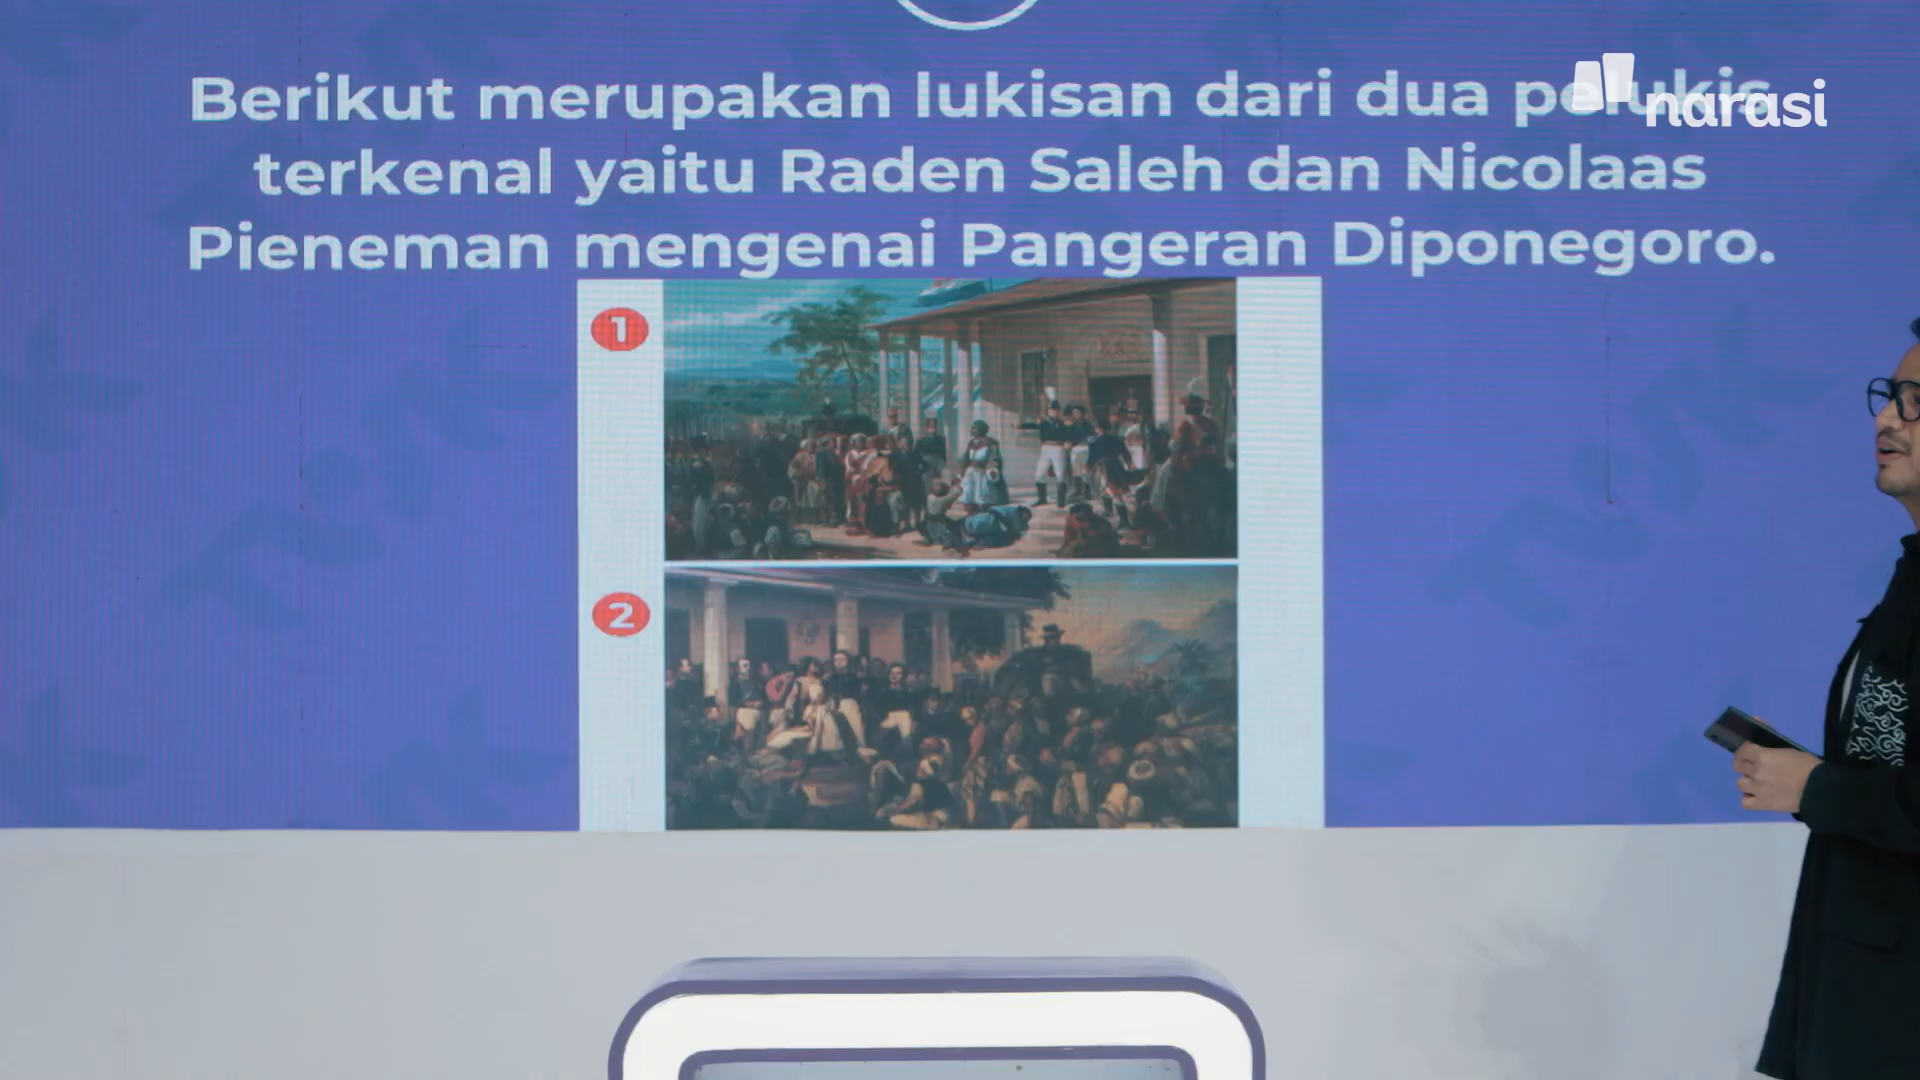 narasi
Berikut merupakan lukisan dari dua pelukis
terkenal yaitu Raden Saleh dan Nicolaas
Pieneman mengenai Pangeran Diponegoro.
1
2